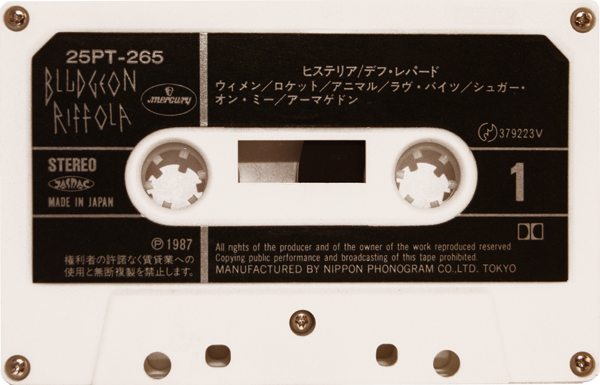 25PT-265
BLUDGEON
RIFFOLA
mercury
ヒステリア/デフ・レパード
ウィメン/ロケット/アニマル/ラヴ・バイツ/シュガー・
オン・ミー/アーマゲドン
379223V
STEREO
JASRAC
MADE IN JAPAN
1
Ⓟ1987
権利者の許諾なく賃貸業への
使用と無断複製を禁止します。
All rights of the producer and of the owner of the work reproduced reserved
Copying public performance and broadcasting of this tape prohibited.
MANUFACTURED BY NIPPON PHONOGRAM CO.,LTD. TOKYO